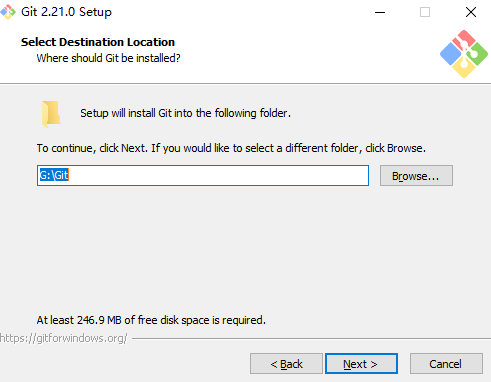 Git 2.21.0 Setup
Select Destination Location
Where should Git be installed?
Setup will install Git into the following folder.
To continue, click Next. If you would like to select a different folder, click Browse.
G:\Git
Browse...
At least 246.9 MB of free disk space is required.
https://gitforwindows.org/
< Back
Next >
Cancel